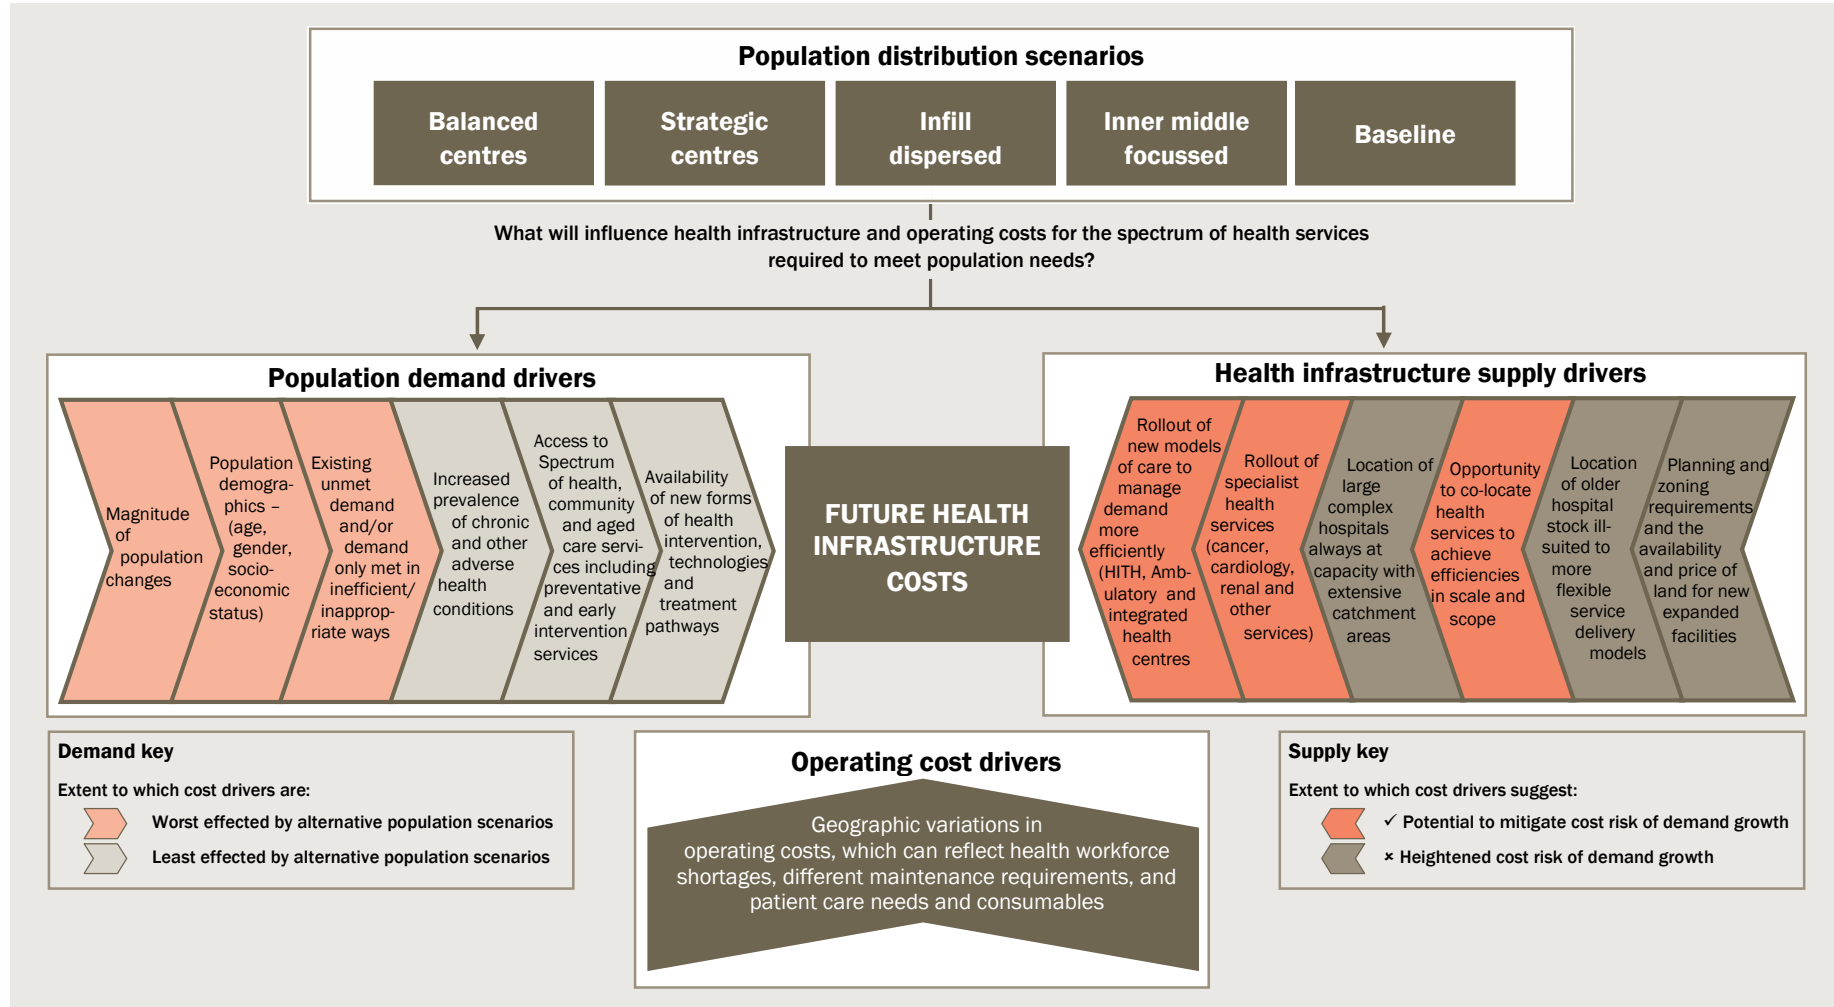 Population distribution scenarios
Balanced
centres
Strategic
centres
Infill
dispersed
Inner middle
focussed
Baseline
What will influence health infrastructure and operating costs for the spectrum of health services
required to meet population needs?
Population demand drivers
Magnitude
of
population
changes
Population
demogra-
phics –
(age,
gender,
socio-
economic
status)
Existing
unmet
demand
and/or
demand
only met in
inefficient/
inapprop-
riate ways
Increased
prevalence
of chronic
and other
adverse
health
conditions
Access to
Spectrum
of health,
community
and aged
care servi-
ces including
preventative
and early
intervention
services
Availability
of new forms
of health
intervention,
technologies
and
treatment
pathways
FUTURE HEALTH
INFRASTRUCTURE
COSTS
Health infrastructure supply drivers
Rollout of
new models
of care to
manage
demand
more
efficiently
(HITH, Amb-
ulatory and
integrated
health
centres
Rollout of
specialist
health
services
(cancer,
cardiology,
renal and
other
services)
Location of
large
complex
hospitals
always at
capacity with
extensive
catchment
areas
Opportunity
to co-locate
health
services to
achieve
efficiencies
in scale and
scope
Location
of older
hospital
stock ill-
suited to
more
flexible
service
delivery
models
Planning and
zoning
requirements
and the
availability
and price of
land for new
expanded
facilities
Demand key
Extent to which cost drivers are:
Worst effected by alternative population scenarios
Least effected by alternative population scenarios
Operating cost drivers
Geographic variations in
operating costs, which can reflect health workforce
shortages, different maintenance requirements, and
patient care needs and consumables
Supply key
Extent to which cost drivers suggest:
✓ Potential to mitigate cost risk of demand growth
× Heightened cost risk of demand growth